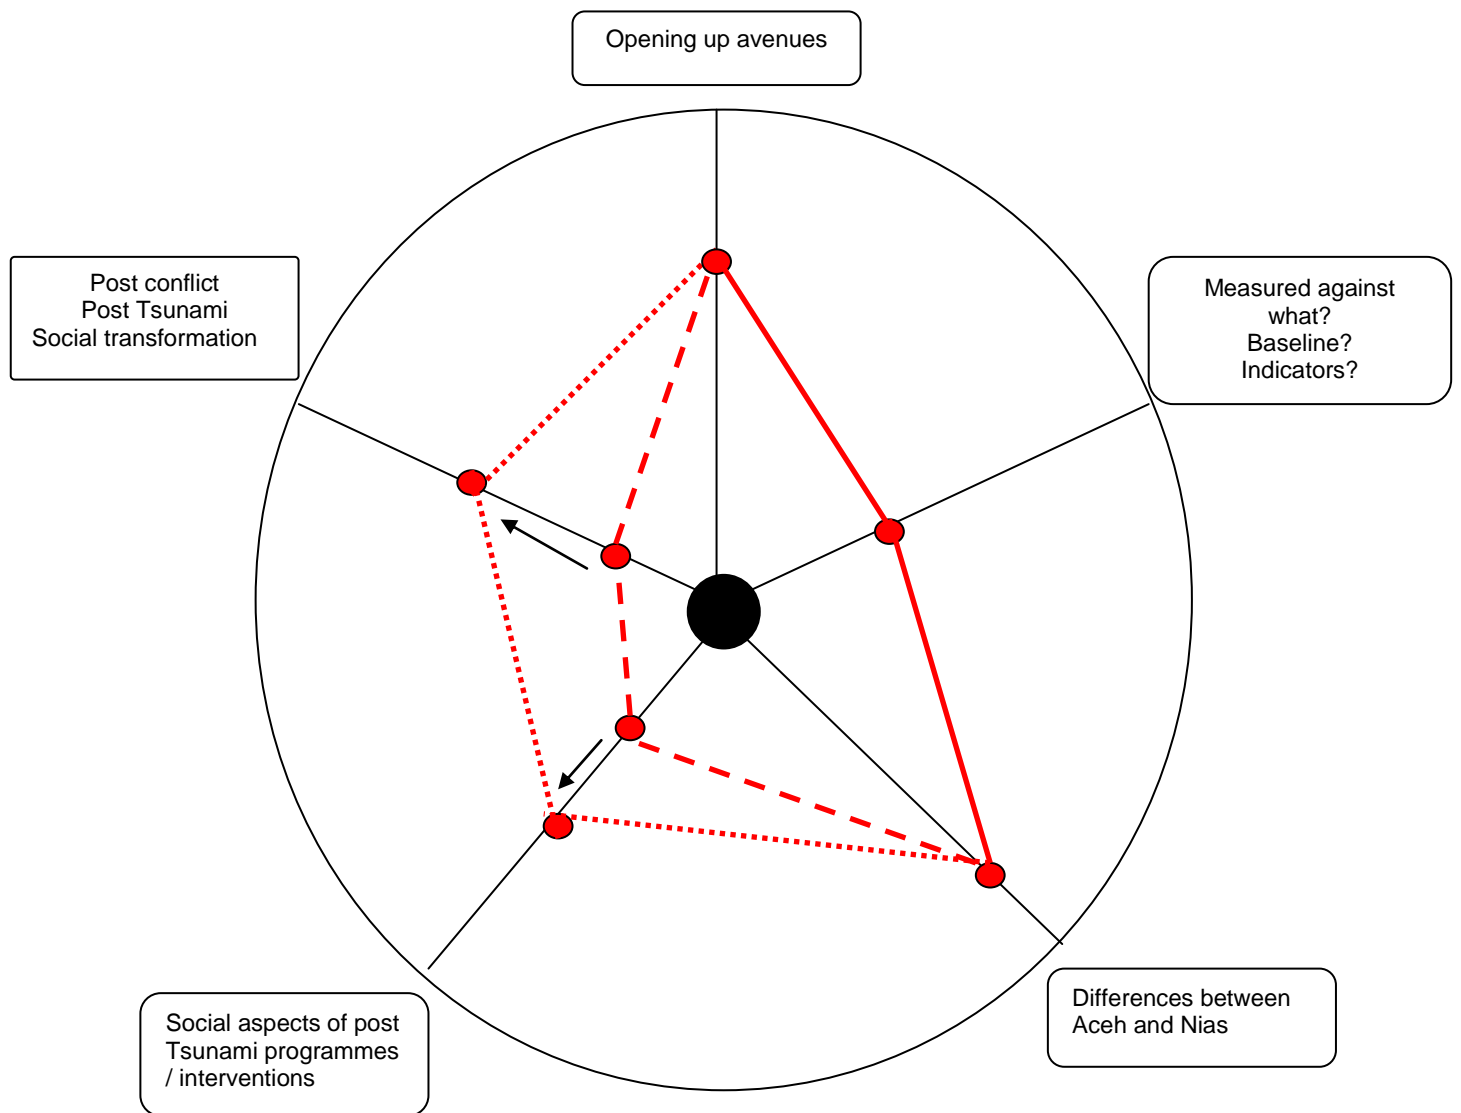 Opening up avenues
Post conflict
Post Tsunami
Social transformation
Measured against
what?
Baseline?
Indicators?
Social aspects of post
Tsunami programmes
/ interventions
Differences between
Aceh and Nias